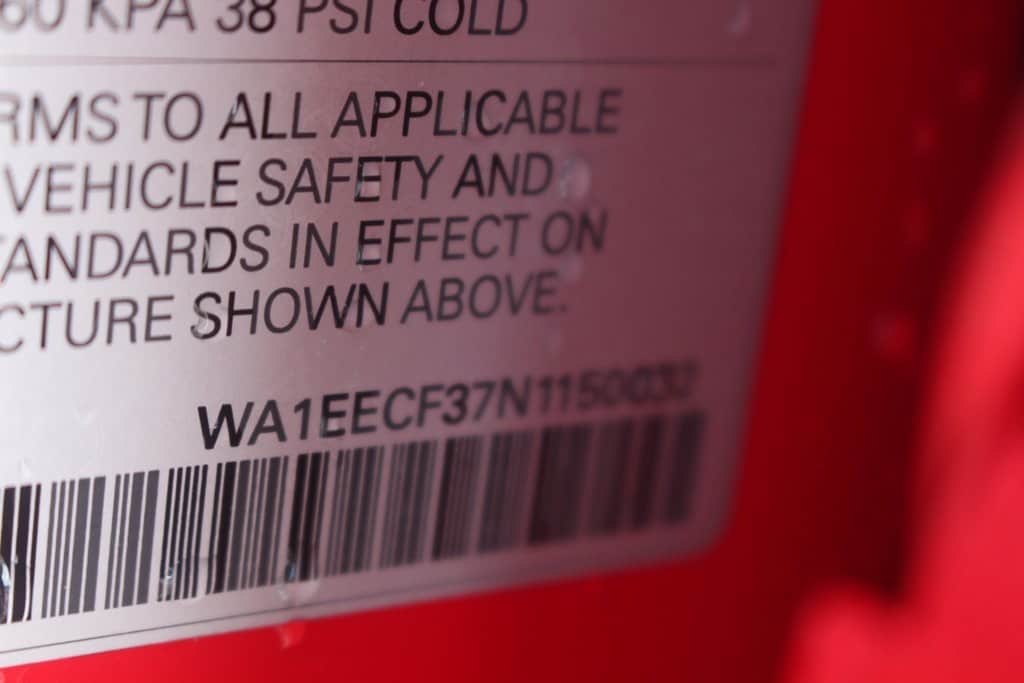 60 KPA 38 PSI COLD
RMS TO ALL APPLICABLE
VEHICLE SAFETY AND
ANDARDS IN EFFECT ON
CTURE SHOWN ABOVE.
WA1EECF37N1150032